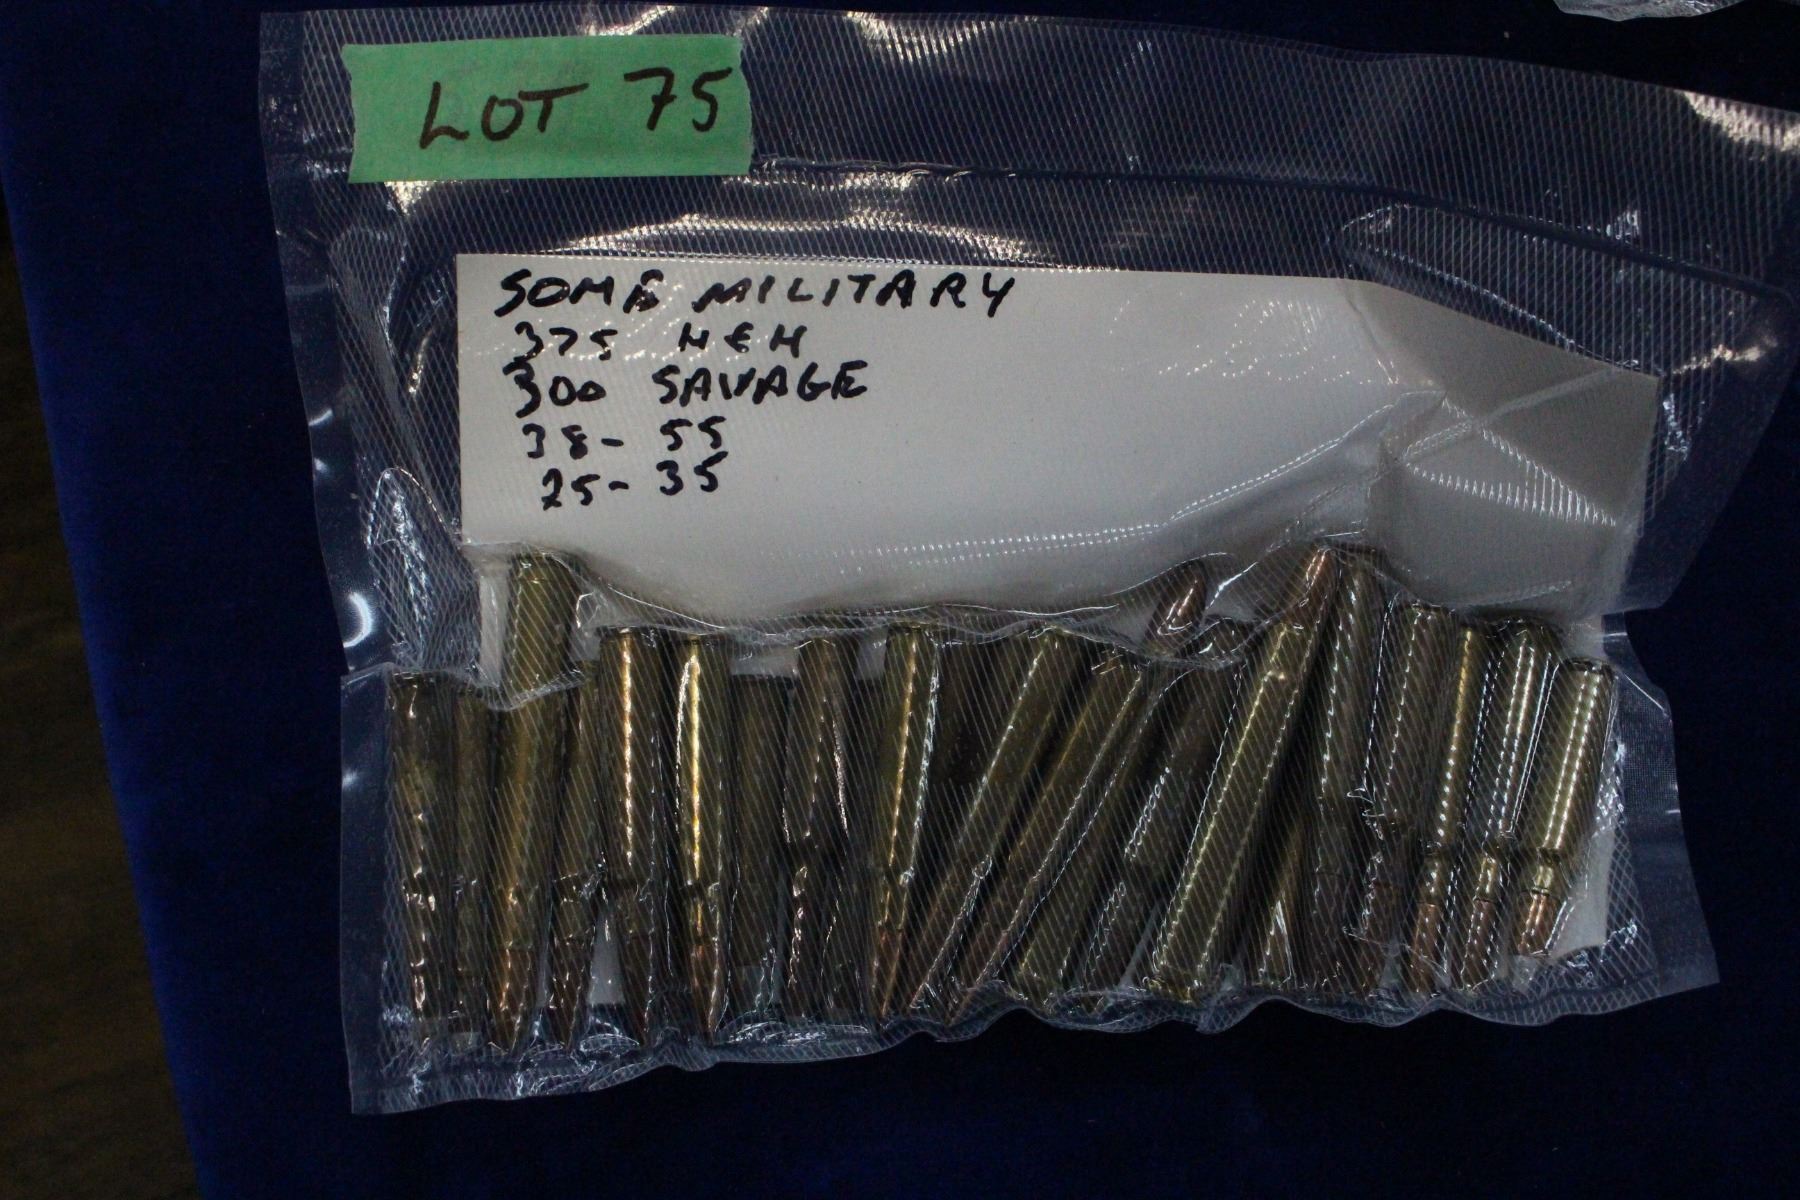 LOT 75
SOME MILITARY
375 H & H
300 SAVAGE
38-55
25-35